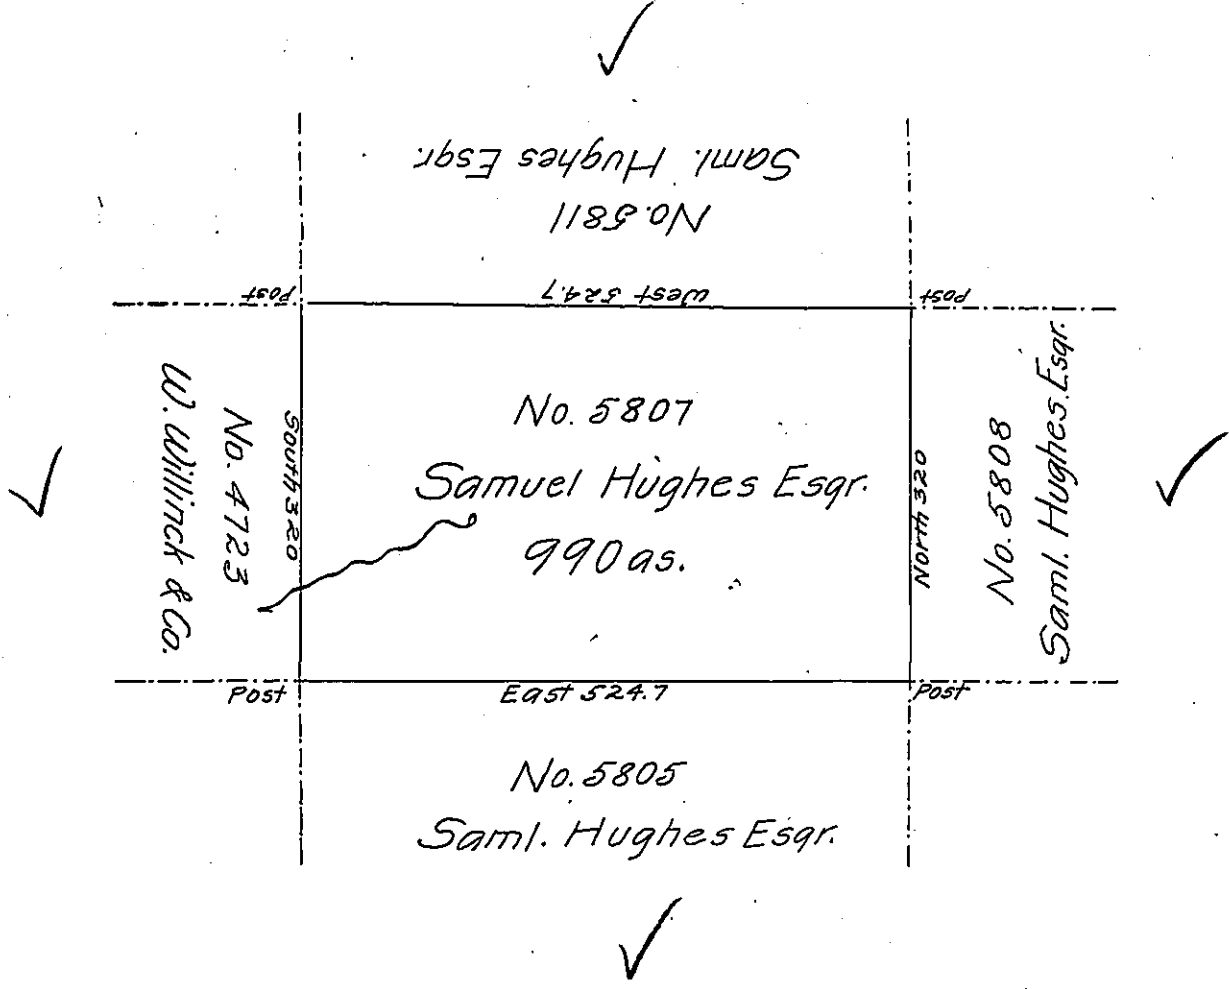 Saml. Hughes Esqr.
No. 5811
West 524.7
Post
Post
W. Willinck & Co.
No. 4723
South 320
No. 5807
Samuel Hughes Esqr.
990 as.
North 320
No. 5808
Saml. Hughes Esqr.
Post
East 524.7
Post
No. 5805
Saml. Hughes Esqr.